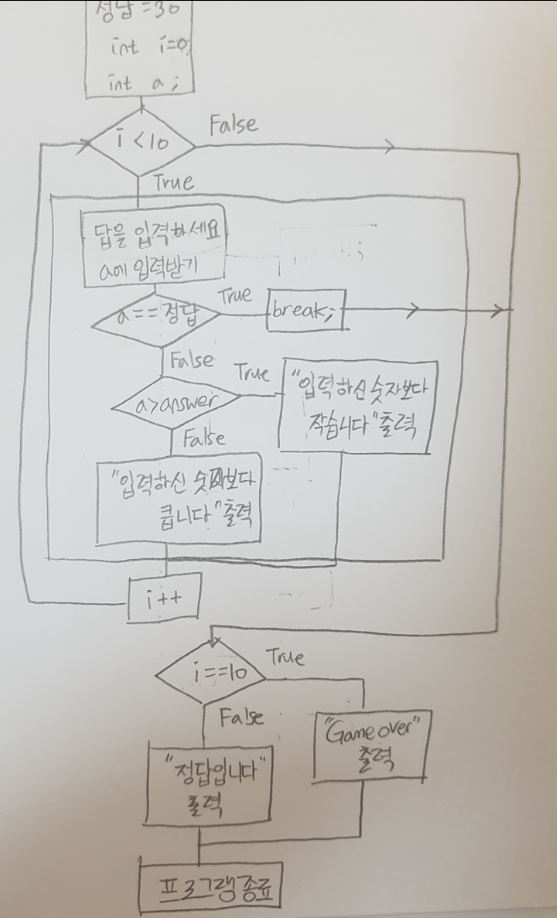 정답=30
int i=0;
int a;
i<10
False
True
답을 입력하세요
a에 입력받기
a==정답
True
break;
False
a>answer
True
"입력하신 숫자보다
작습니다" 출력
False
"입력하신 숫자보다
큽니다" 출력
i++
i==10
True
False
"Game over"
출력
"정답입니다"
출력
프로그램종료